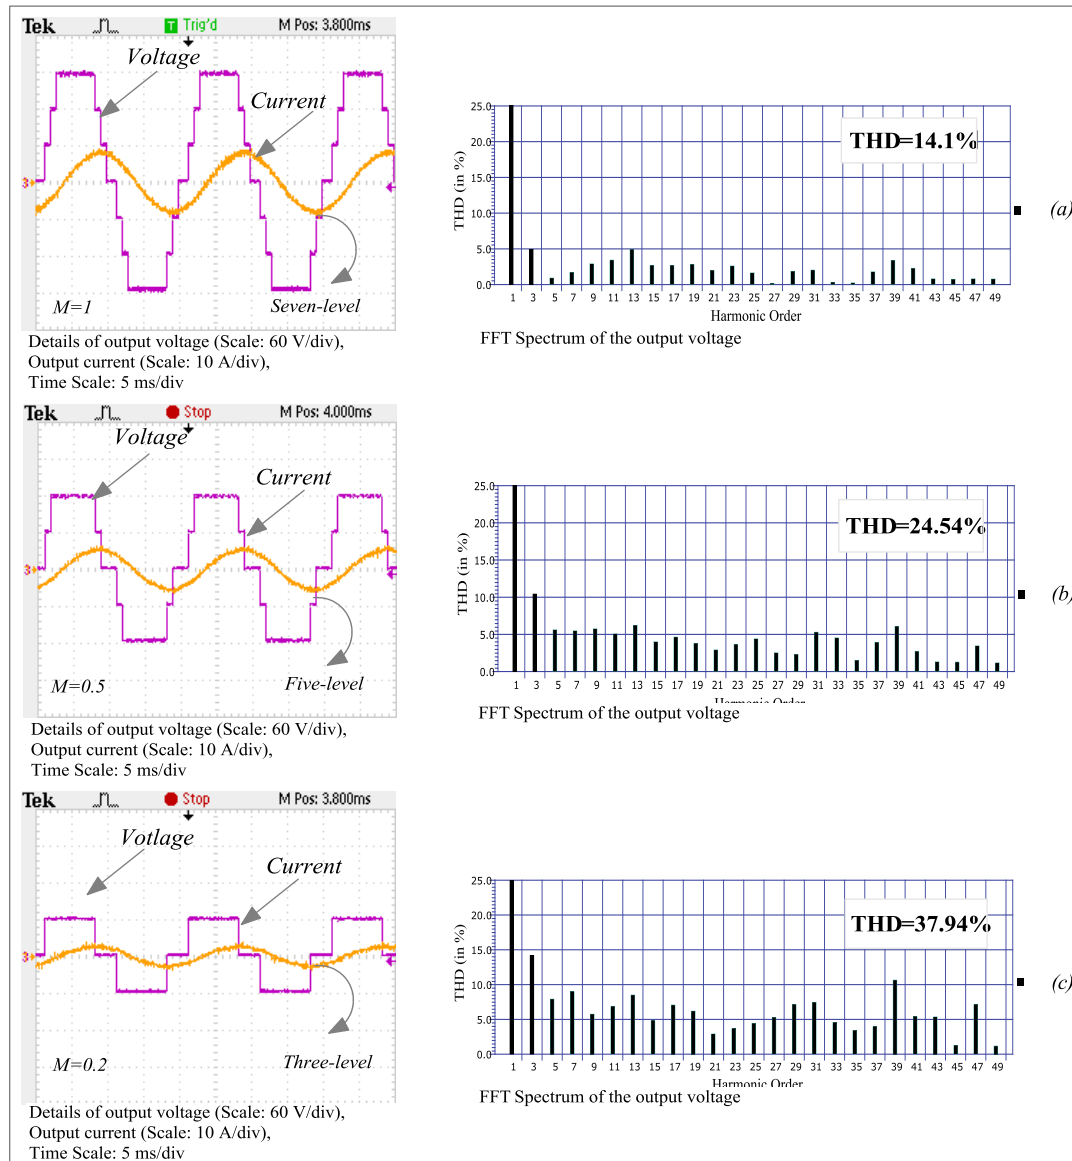 Tek T Trig'd M Pos: 3.800ms
Voltage
Current
3
M=1 Seven-level
Details of output voltage (Scale: 60 V/div),
Output current (Scale: 10 A/div),
Time Scale: 5 ms/div
THD (in %)
25.0
20.0
15.0
10.0
5.0
0.0
THD=14.1%
1 3 5 7 9 11 13 15 17 19 21 23 25 27 29 31 33 35 37 39 41 43 45 47 49
Harmonic Order
FFT Spectrum of the output voltage
(a)
Tek Stop M Pos: 4.000ms
Voltage
Current
3
M=0.5 Five-level
Details of output voltage (Scale: 60 V/div),
Output current (Scale: 10 A/div),
Time Scale: 5 ms/div
THD (in %)
25.0
20.0
15.0
10.0
5.0
0.0
THD=24.54%
1 3 5 7 9 11 13 15 17 19 21 23 25 27 29 31 33 35 37 39 41 43 45 47 49
Harmonic Order
FFT Spectrum of the output voltage
(b)
Tek Stop M Pos: 3.800ms
Votlage
Current
3
M=0.2 Three-level
Details of output voltage (Scale: 60 V/div),
Output current (Scale: 10 A/div),
Time Scale: 5 ms/div
THD (in %)
25.0
20.0
15.0
10.0
5.0
0.0
THD=37.94%
1 3 5 7 9 11 13 15 17 19 21 23 25 27 29 31 33 35 37 39 41 43 45 47 49
Harmonic Order
FFT Spectrum of the output voltage
(c)